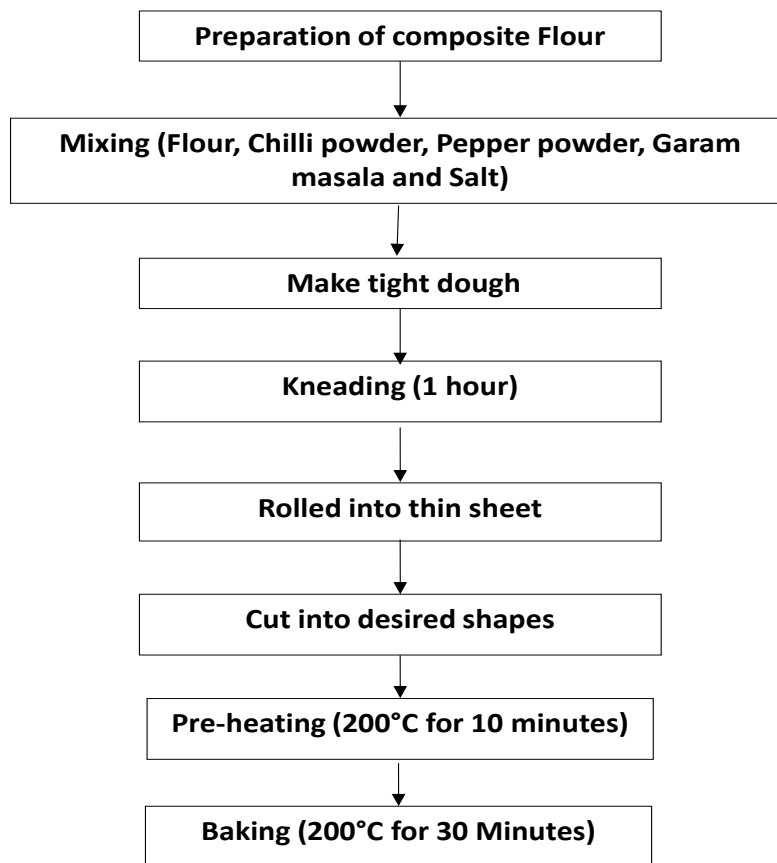 Preparation of composite Flour
Mixing (Flour, Chilli powder, Pepper powder, Garam
masala and Salt)
Make tight dough
Kneading (1 hour)
Rolled into thin sheet
Cut into desired shapes
Pre-heating (200°C for 10 minutes)
Baking (200°C for 30 Minutes)